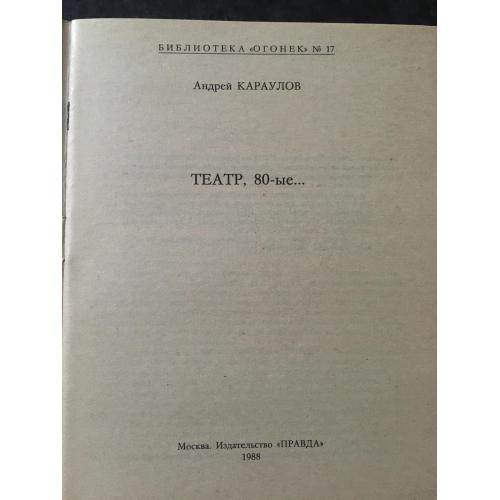 БИБЛИОТЕКА «ОГОНЕК» № 17
Андрей КАРАУЛОВ
ТЕАТР, 80-ые...
Москва. Издательство «ПРАВДА»
1988